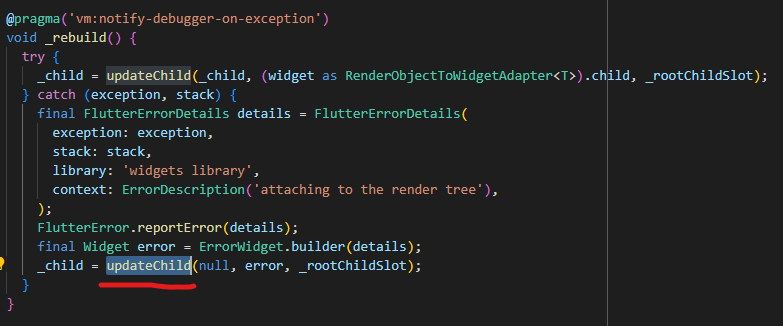 @pragma('vm:notify-debugger-on-exception')
void _rebuild() {
  try {
    _child = updateChild(_child, (widget as RenderObjectToWidgetAdapter<T>).child, _rootChildSlot);
  } catch (exception, stack) {
    final FlutterErrorDetails details = FlutterErrorDetails(
      exception: exception,
      stack: stack,
      library: 'widgets library',
      context: ErrorDescription('attaching to the render tree'),
    );
    FlutterError.reportError(details);
    final Widget error = ErrorWidget.builder(details);
    _child = updateChild(null, error, _rootChildSlot);
  }
}